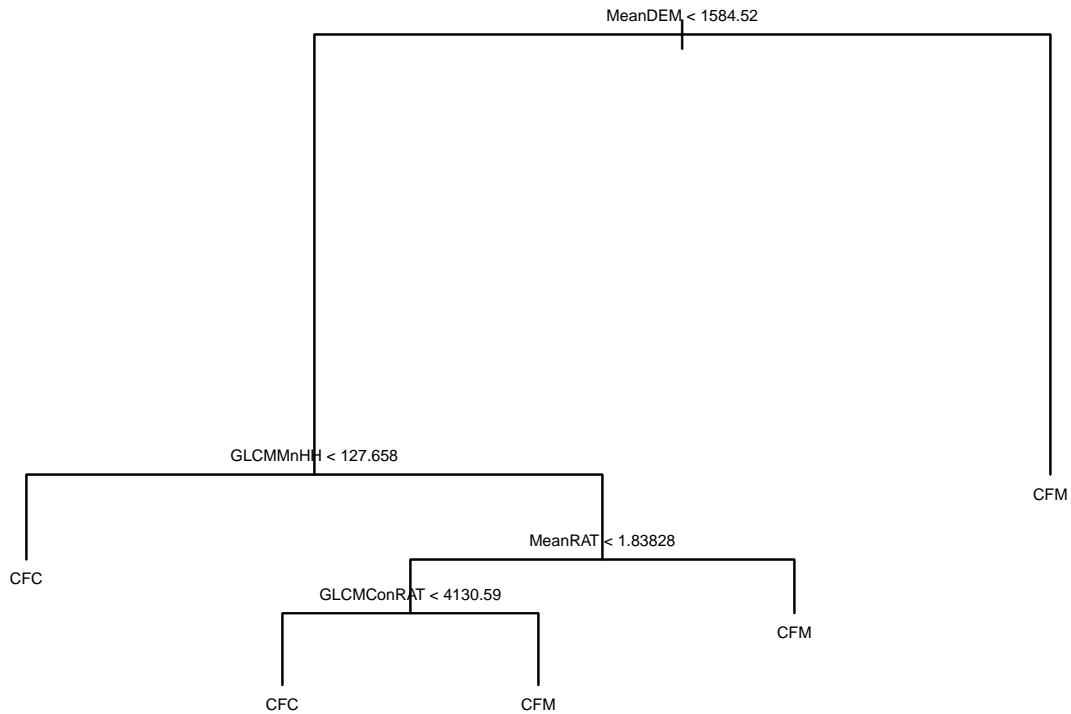 MeanDEM < 1584.52
GLCMMnHH < 127.658
CFM
MeanRAT < 1.83828
CFC
GLCMConRAT < 4130.59
CFM
CFC
CFM